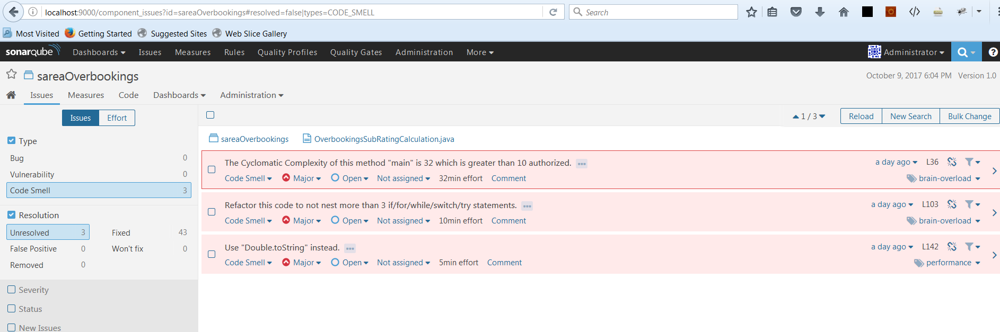 localhost:9000/component_issues?id=sareaOverbookings#resolved=false|types=CODE_SMELL
Search
Most Visited Getting Started Suggested Sites Web Slice Gallery
sonarqube Dashboards Issues Measures Rules Quality Profiles Quality Gates Administration More Administrator ?
sareaOverbookings
October 9, 2017 6:04 PM Version 1.0
Issues Measures Code Dashboards Administration
Issues Effort
1 / 3 Reload New Search Bulk Change
Type
Bug 0
Vulnerability 0
Code Smell 3
Resolution
Unresolved 3 Fixed 43
False Positive 0 Won't fix 0
Removed 0
Severity
Status
New Issues
sareaOverbookings OverbookingsSubRatingCalculation.java
The Cyclomatic Complexity of this method "main" is 32 which is greater than 10 authorized. ... a day ago L36
Code Smell Major Open Not assigned 32min effort Comment brain-overload
Refactor this code to not nest more than 3 if/for/while/switch/try statements. ... a day ago L103
Code Smell Major Open Not assigned 10min effort Comment brain-overload
Use "Double.toString" instead. ... a day ago L142
Code Smell Major Open Not assigned 5min effort Comment performance